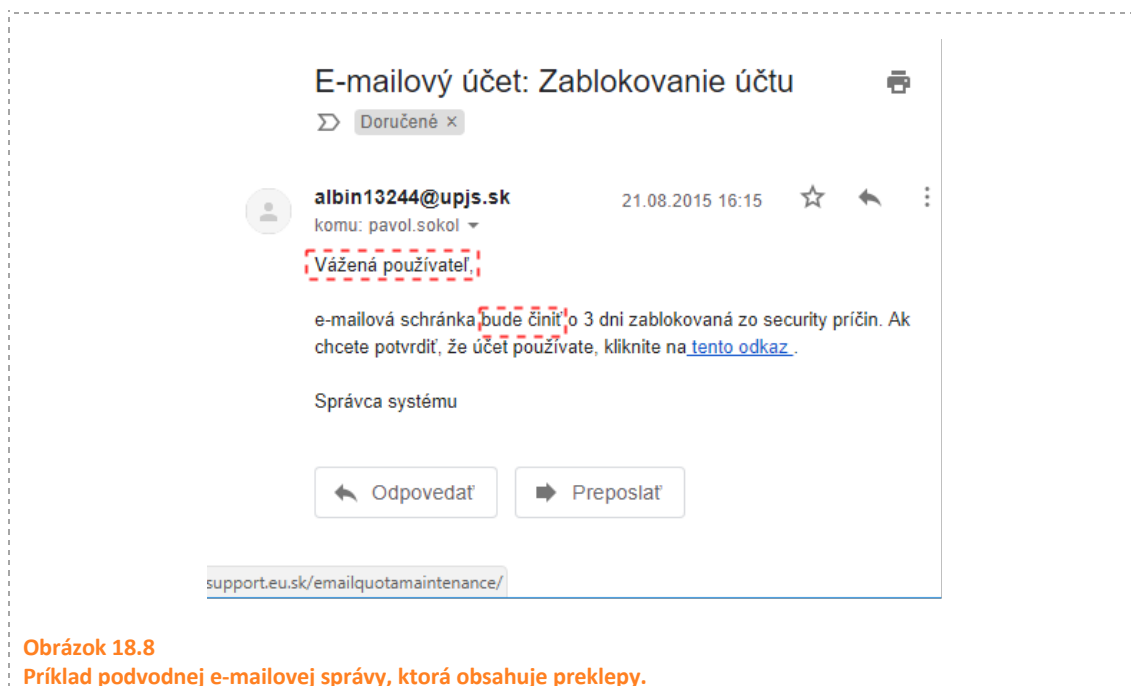 E-mailový účet: Zablokovanie účtu
Doručené ×
albin13244@upjs.sk 21.08.2015 16:15
komu: pavol.sokol
Vážená používateľ,
e-mailová schránka bude činiť o 3 dni zablokovaná zo security príčin. Ak
chcete potvrdiť, že účet používate, kliknite na tento odkaz .
Správca systému
Odpovedať Preposlať
support.eu.sk/emailquotamaintenance/
Obrázok 18.8
Príklad podvodnej e-mailovej správy, ktorá obsahuje preklepy.